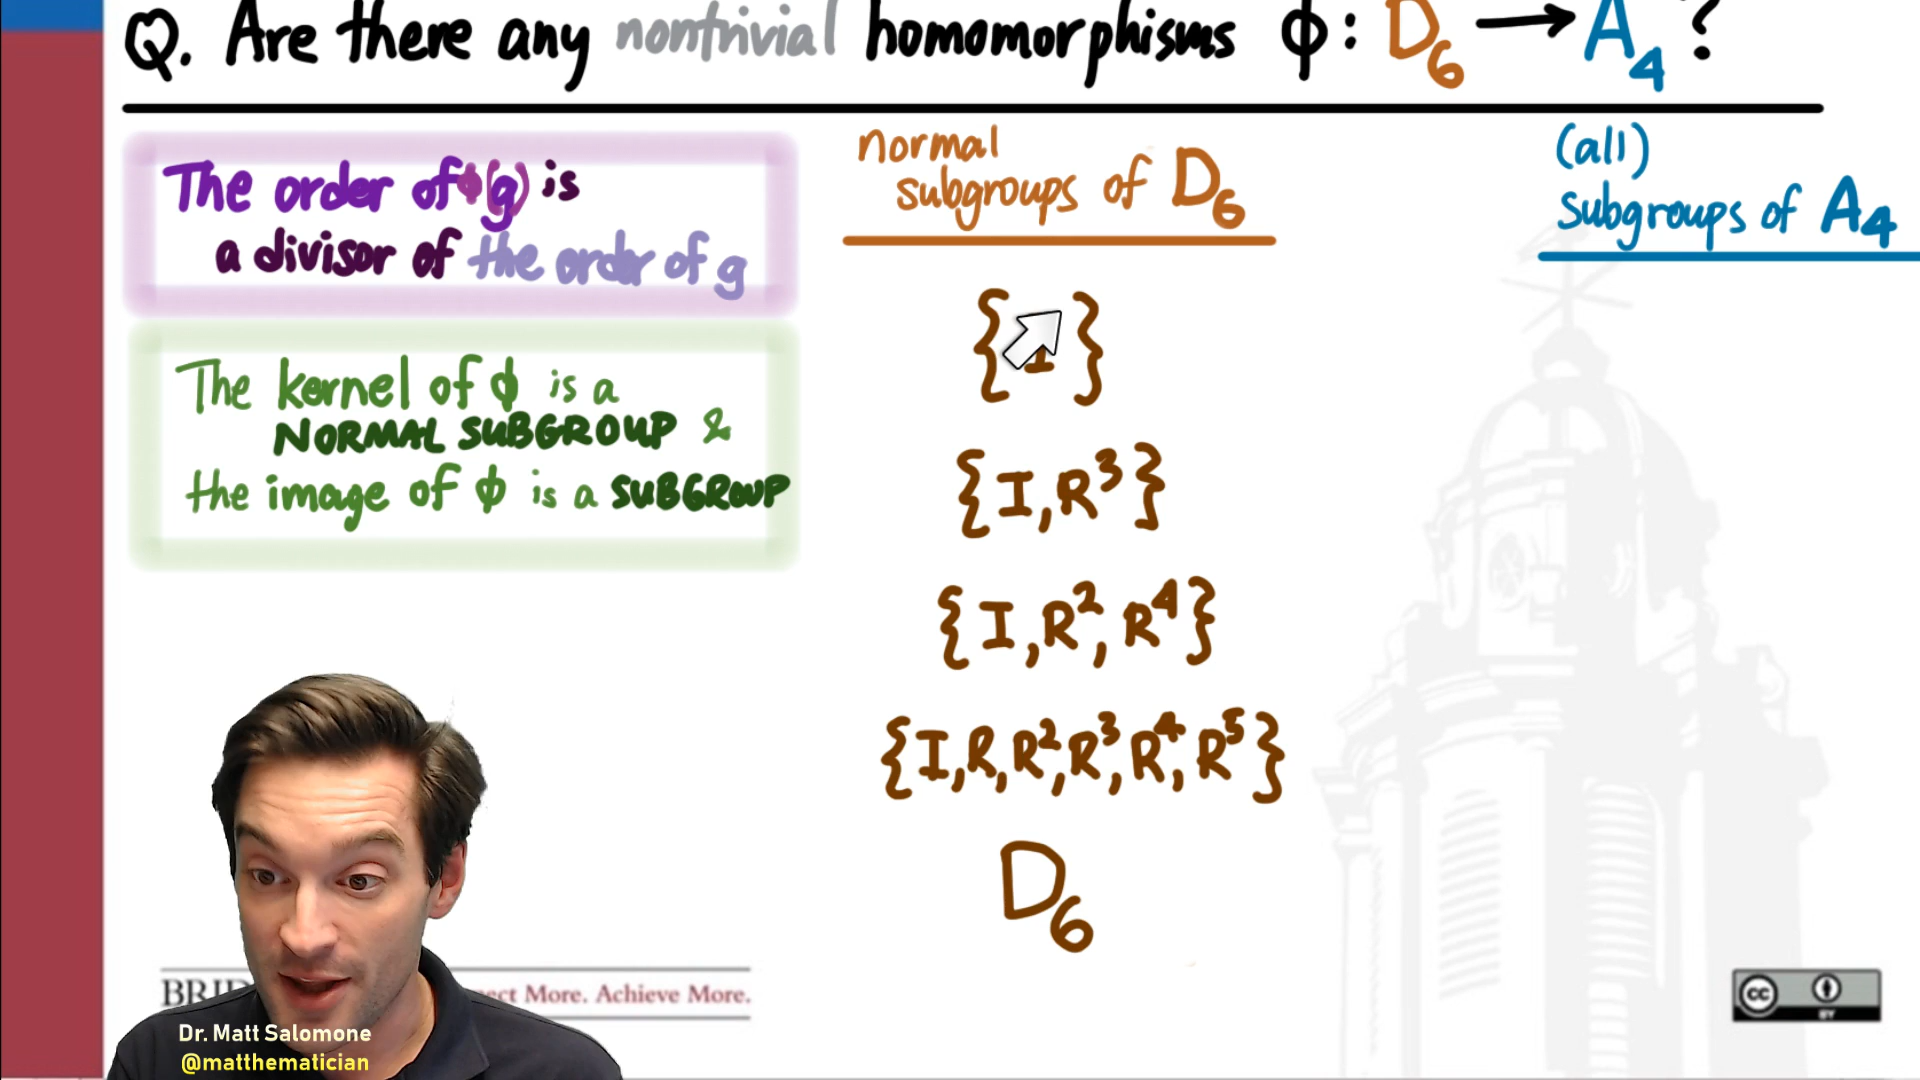 Q. Are there any nontrivial homomorphisms ϕ: D₆ → A₄?
The order of ϕ(g) is
a divisor of the order of g
The kernel of ϕ is a
NORMAL SUBGROUP &
the image of ϕ is a SUBGROUP
normal
subgroups of D₆
{I}
{I, R³}
{I, R², R⁴}
{I, R, R², R³, R⁴, R⁵}
D₆
(all)
subgroups of A₄
More. Achieve More.
Dr. Matt Salomone
@matthematician
cc
BY